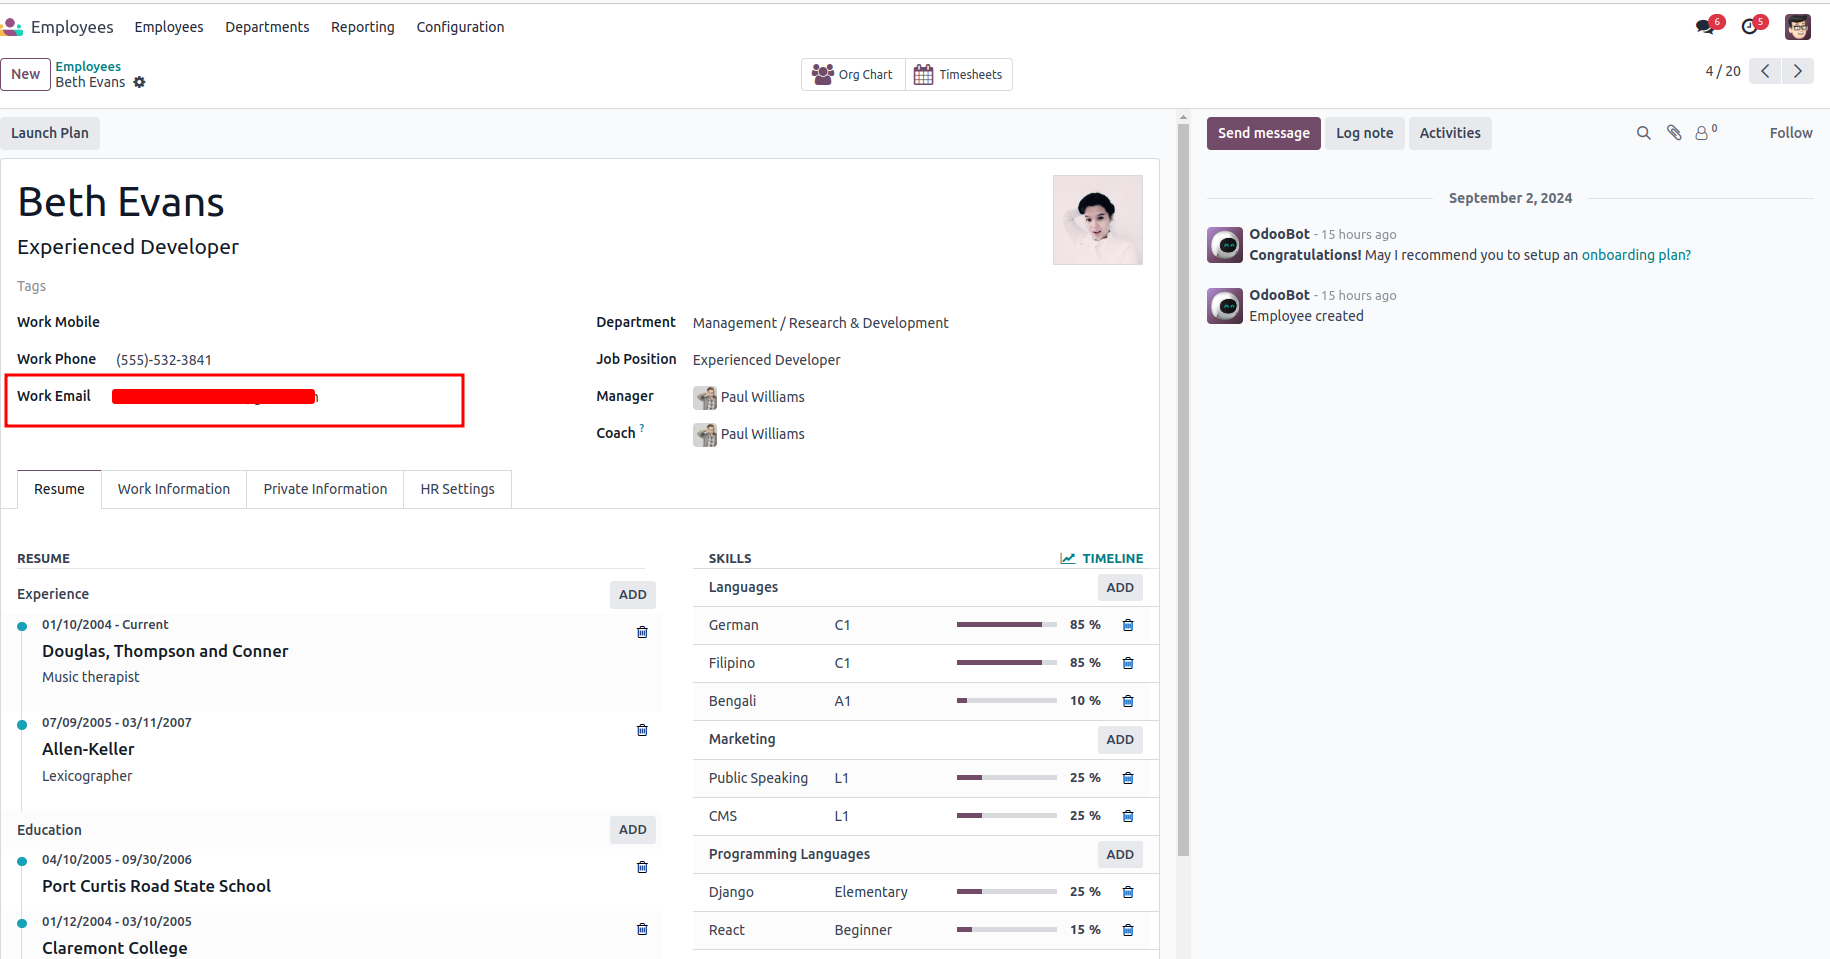 Employees Employees Departments Reporting Configuration 6 5
New Employees
Beth Evans
Org Chart Timesheets
4 / 20
Launch Plan
Send message Log note Activities 0 Follow
Beth Evans
Experienced Developer
Tags
Work Mobile
Work Phone (555)-532-3841
Work Email
Department Management / Research & Development
Job Position Experienced Developer
Manager Paul Williams
Coach ? Paul Williams
Resume Work Information Private Information HR Settings
RESUME
Experience ADD
01/10/2004 - Current
Douglas, Thompson and Conner
Music therapist
07/09/2005 - 03/11/2007
Allen-Keller
Lexicographer
Education ADD
04/10/2005 - 09/30/2006
Port Curtis Road State School
01/12/2004 - 03/10/2005
Claremont College
SKILLS TIMELINE
Languages ADD
German C1 85 %
Filipino C1 85 %
Bengali A1 10 %
Marketing ADD
Public Speaking L1 25 %
CMS L1 25 %
Programming Languages ADD
Django Elementary 25 %
React Beginner 15 %
September 2, 2024
OdooBot - 15 hours ago
Congratulations! May I recommend you to setup an onboarding plan?
OdooBot - 15 hours ago
Employee created